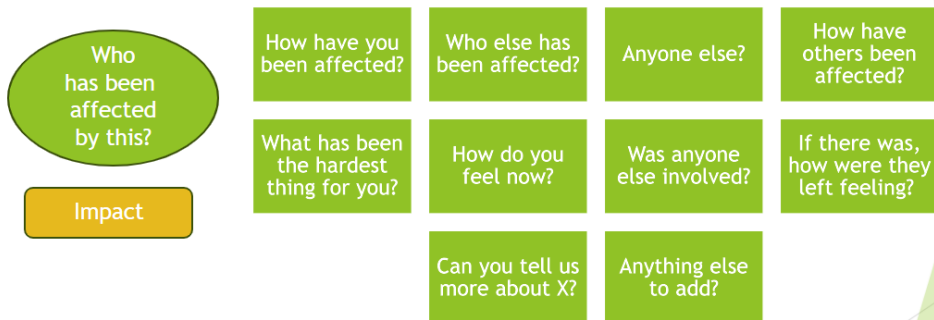 Who
has been
affected
by this?
Impact
How have you
been affected?
Who else has
been affected?
Anyone else?
How have
others been
affected?
What has been
the hardest
thing for you?
How do you
feel now?
Was anyone
else involved?
If there was,
how were they
left feeling?
Can you tell us
more about X?
Anything else
to add?